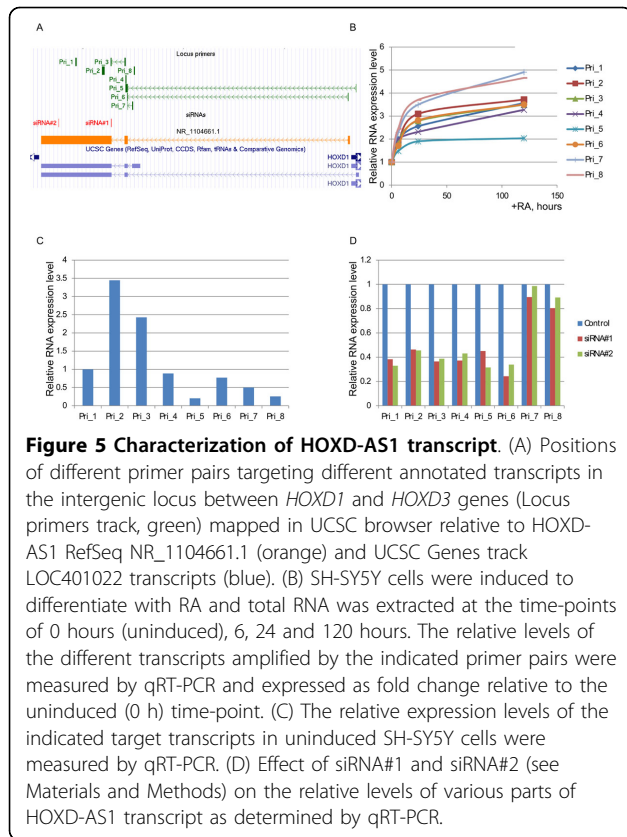 A
Locus primers
Pri_1
Pri_3
Pri_2
Pri_8
Pri_4
Pri_5
Pri_6
Pri_7
siRNAs
siRNA#2
siRNA#1
NR_1104661.1
UCSC Genes (RefSeq, UniProt, CCDS, Rfam, tRNAs & Comparative Genomics)
HOXD1
HOXD1
HOXD1
B
Relative RNA expression level
6
5
4
3
2
1
0
0
50
100
150
+RA, hours
Pri_1
Pri_2
Pri_3
Pri_4
Pri_5
Pri_6
Pri_7
Pri_8
C
Relative RNA expression level
4
3.5
3
2.5
2
1.5
1
0.5
0
Pri_1 Pri_2 Pri_3 Pri_4 Pri_5 Pri_6 Pri_7 Pri_8
D
Relative RNA expression level
1.2
1
0.8
0.6
0.4
0.2
0
Pri_1 Pri_2 Pri_3 Pri_4 Pri_5 Pri_6 Pri_7 Pri_8
Control
siRNA#1
siRNA#2
Figure 5 Characterization of HOXD-AS1 transcript. (A) Positions
of different primer pairs targeting different annotated transcripts in
the intergenic locus between HOXD1 and HOXD3 genes (Locus
primers track, green) mapped in UCSC browser relative to HOXD-
AS1 RefSeq NR_1104661.1 (orange) and UCSC Genes track
LOC401022 transcripts (blue). (B) SH-SY5Y cells were induced to
differentiate with RA and total RNA was extracted at the time-points
of 0 hours (uninduced), 6, 24 and 120 hours. The relative levels of
the different transcripts amplified by the indicated primer pairs were
measured by qRT-PCR and expressed as fold change relative to the
uninduced (0 h) time-point. (C) The relative expression levels of the
indicated target transcripts in uninduced SH-SY5Y cells were
measured by qRT-PCR. (D) Effect of siRNA#1 and siRNA#2 (see
Materials and Methods) on the relative levels of various parts of
HOXD-AS1 transcript as determined by qRT-PCR.